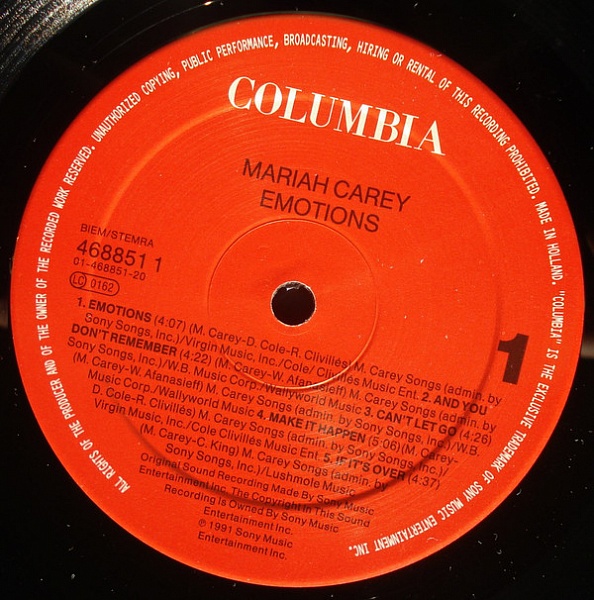 ALL RIGHTS OF THE PRODUCER AND OF THE OWNER OF THE RECORDED WORK RESERVED. UNAUTHORIZED COPYING, PUBLIC PERFORMANCE, BROADCASTING, HIRING OR RENTAL OF THIS RECORDING PROHIBITED. MADE IN HOLLAND. "COLUMBIA" IS THE EXCLUSIVE TRADEMARK OF SONY MUSIC ENTERTAINMENT INC.
COLUMBIA
MARIAH CAREY
EMOTIONS
BIEM/STEMRA
468851 1
01-468851-20
LC 0162
1
1. EMOTIONS (4:07) (M. Carey-D. Cole-R. Clivillés) M. Carey Songs (admin. by
Sony Songs, Inc.)/Virgin Music, Inc./Cole/ Clivilles Music Ent. 2. AND YOU
DON'T REMEMBER (4:22) (M. Carey-W. Afanasieff) M. Carey Songs (admin. by
Sony Songs, Inc.)/W.B. Music Corp./Wallyworld Music 3. CAN'T LET GO (4:26)
(M. Carey-W. Afanasieff) M. Carey Songs (admin. by Sony Songs, Inc.)/W.B.
Music Corp./Wallyworld Music 4. MAKE IT HAPPEN (5:06) (M. Carey-
D. Cole-R. Clivillés) M. Carey Songs (admin. by Sony Songs, Inc.)/
Virgin Music, Inc./Cole Clivilles Music Ent. 5. IF IT'S OVER (4:37)
(M. Carey-C. King) M. Carey Songs (admin. by
Sony Songs, Inc.)/Lushmole Music
Original Sound Recording Made By Sony Music
Entertainment Inc. The Copyright In This Sound
Recording Is Owned By Sony Music
Entertainment Inc.
℗ 1991 Sony Music
Entertainment Inc.